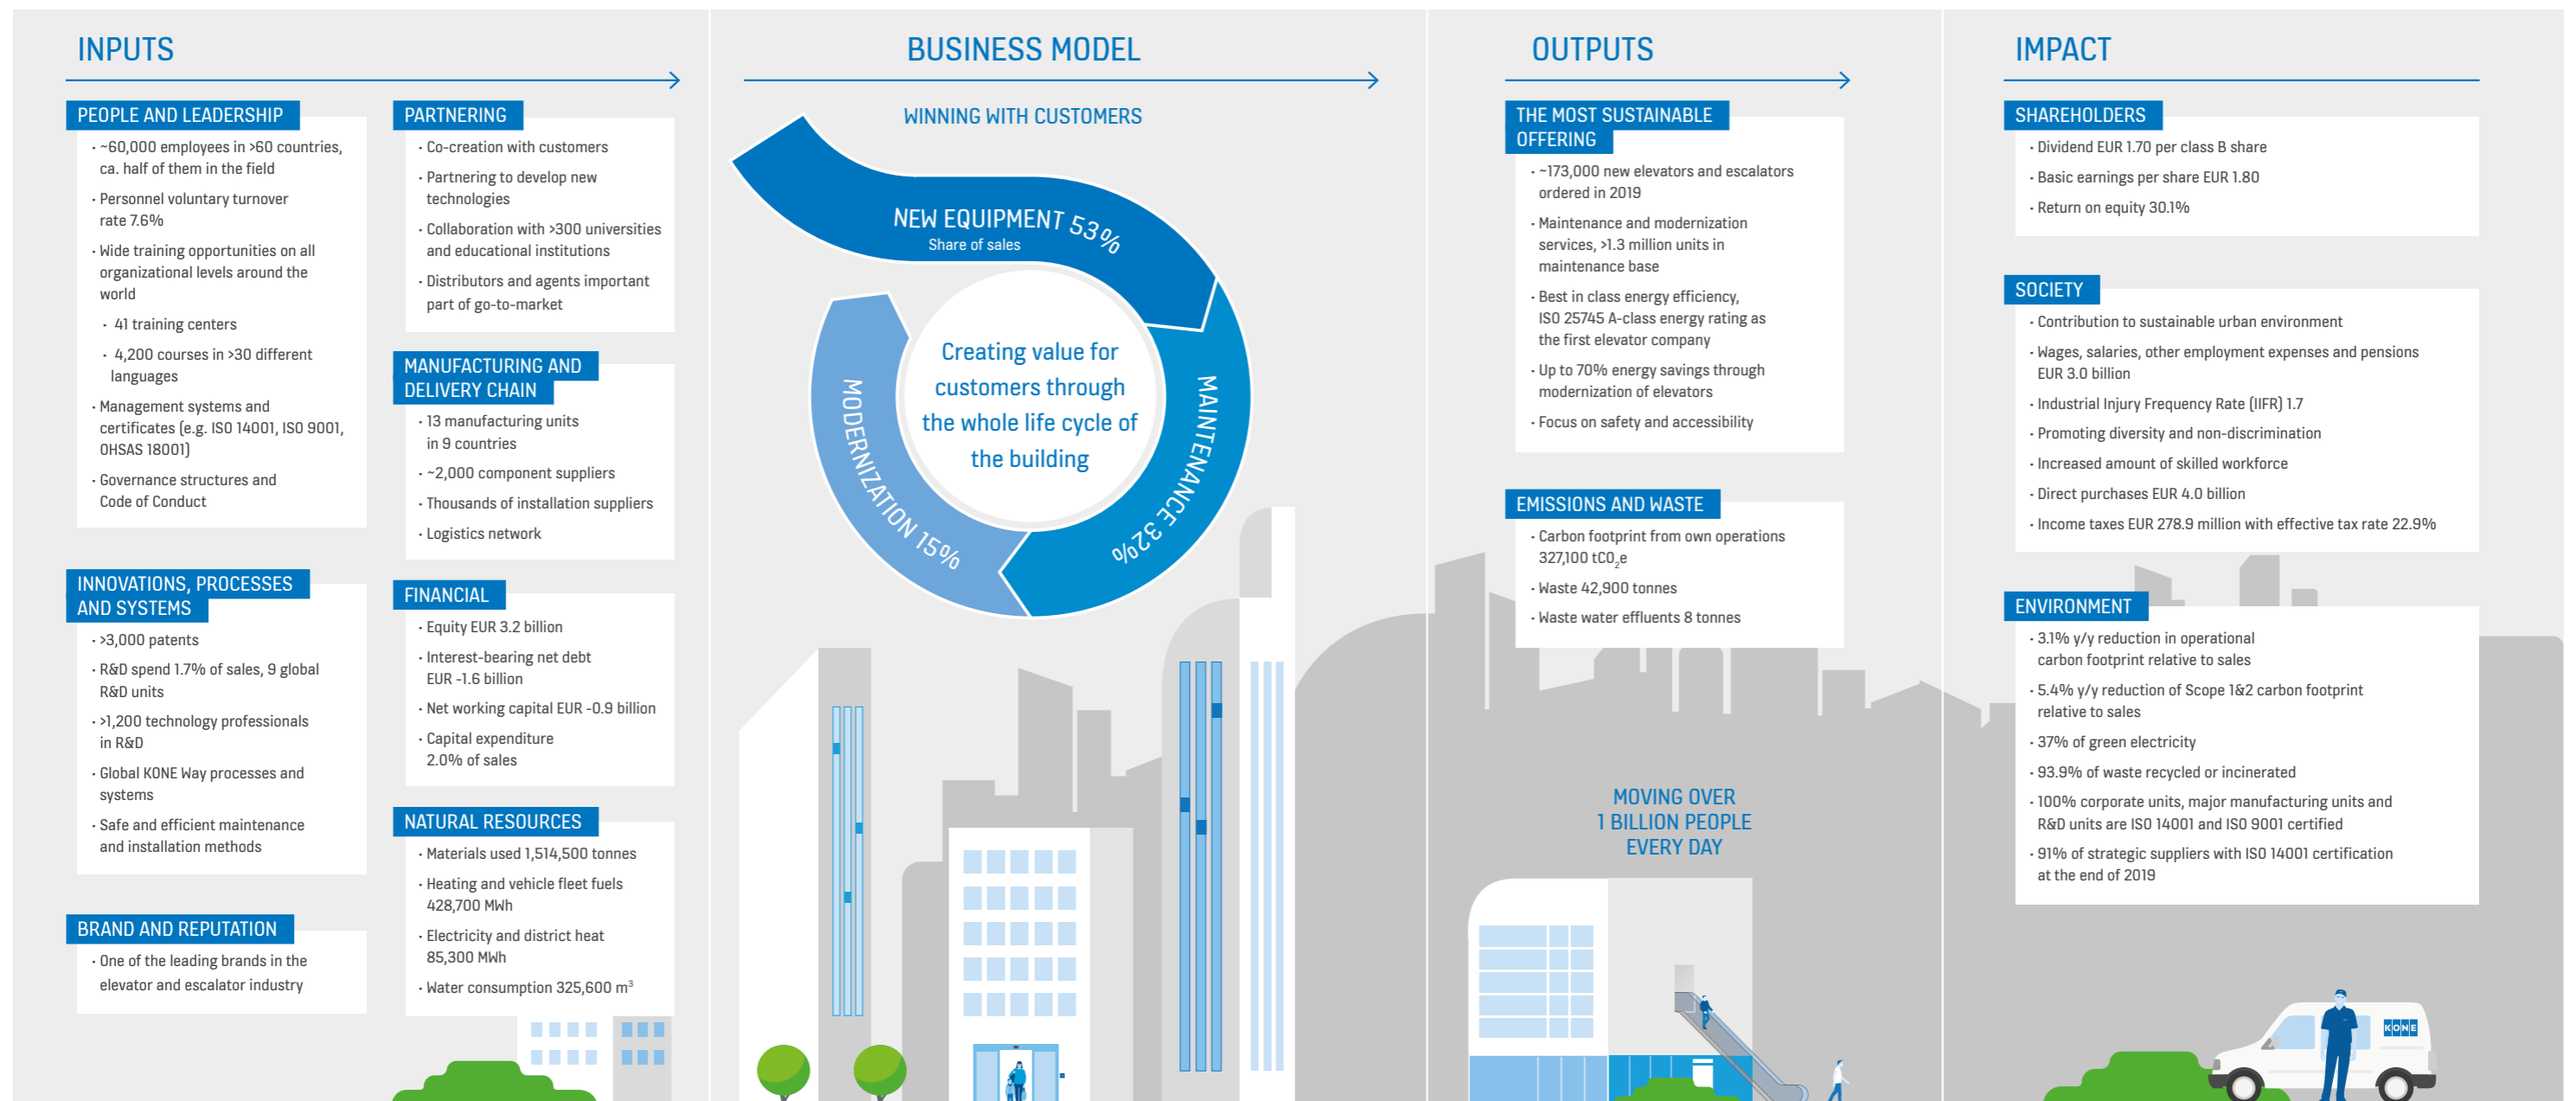 INPUTS
PEOPLE AND LEADERSHIP
· ~60,000 employees in >60 countries,
ca. half of them in the field
· Personnel voluntary turnover
rate 7.6%
· Wide training opportunities on all
organizational levels around the
world
· 41 training centers
· 4,200 courses in >30 different
languages
· Management systems and
certificates (e.g. ISO 14001, ISO 9001,
OHSAS 18001)
· Governance structures and
Code of Conduct
INNOVATIONS, PROCESSES
AND SYSTEMS
· >3,000 patents
· R&D spend 1.7% of sales, 9 global
R&D units
· >1,200 technology professionals
in R&D
· Global KONE Way processes and
systems
· Safe and efficient maintenance
and installation methods
BRAND AND REPUTATION
· One of the leading brands in the
elevator and escalator industry
PARTNERING
· Co-creation with customers
· Partnering to develop new
technologies
· Collaboration with >300 universities
and educational institutions
· Distributors and agents important
part of go-to-market
MANUFACTURING AND
DELIVERY CHAIN
· 13 manufacturing units
in 9 countries
· ~2,000 component suppliers
· Thousands of installation suppliers
· Logistics network
FINANCIAL
· Equity EUR 3.2 billion
· Interest-bearing net debt
EUR -1.6 billion
· Net working capital EUR -0.9 billion
· Capital expenditure
2.0% of sales
NATURAL RESOURCES
· Materials used 1,514,500 tonnes
· Heating and vehicle fleet fuels
428,700 MWh
· Electricity and district heat
85,300 MWh
· Water consumption 325,600 m³
BUSINESS MODEL
WINNING WITH CUSTOMERS
NEW EQUIPMENT 53%
Share of sales
MAINTENANCE 32%
MODERNIZATION 15%
Creating value for
customers through
the whole life cycle of
the building
OUTPUTS
THE MOST SUSTAINABLE
OFFERING
· ~173,000 new elevators and escalators
ordered in 2019
· Maintenance and modernization
services, >1.3 million units in
maintenance base
· Best in class energy efficiency,
ISO 25745 A-class energy rating as
the first elevator company
· Up to 70% energy savings through
modernization of elevators
· Focus on safety and accessibility
EMISSIONS AND WASTE
· Carbon footprint from own operations
327,100 tCO₂e
· Waste 42,900 tonnes
· Waste water effluents 8 tonnes
MOVING OVER
1 BILLION PEOPLE
EVERY DAY
IMPACT
SHAREHOLDERS
· Dividend EUR 1.70 per class B share
· Basic earnings per share EUR 1.80
· Return on equity 30.1%
SOCIETY
· Contribution to sustainable urban environment
· Wages, salaries, other employment expenses and pensions
EUR 3.0 billion
· Industrial Injury Frequency Rate (IIFR) 1.7
· Promoting diversity and non-discrimination
· Increased amount of skilled workforce
· Direct purchases EUR 4.0 billion
· Income taxes EUR 278.9 million with effective tax rate 22.9%
ENVIRONMENT
· 3.1% y/y reduction in operational
carbon footprint relative to sales
· 5.4% y/y reduction of Scope 1&2 carbon footprint
relative to sales
· 37% of green electricity
· 93.9% of waste recycled or incinerated
· 100% corporate units, major manufacturing units and
R&D units are ISO 14001 and ISO 9001 certified
· 91% of strategic suppliers with ISO 14001 certification
at the end of 2019
KONE